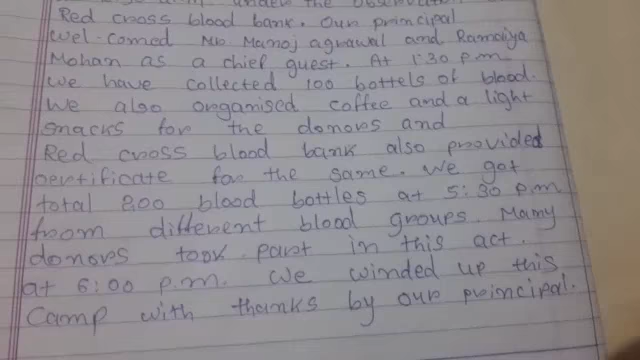 under the observation
Red cross blood bank. Our principal
wel-comed Mr. Manoj agrawal and Ramaiya
Mohan as a chief guest. At 1:30 p.m
we have collected 100 bottels of blood.
we also organised coffee and a light
snacks for the donors and
Red cross blood bank also provided
certificate for the same. We got
total 200 blood bottles at 5:30 p.m
from different blood groups. Many
donors took part in this act.
at 6:00 p.m. we winded up this
camp with thanks by our principal.